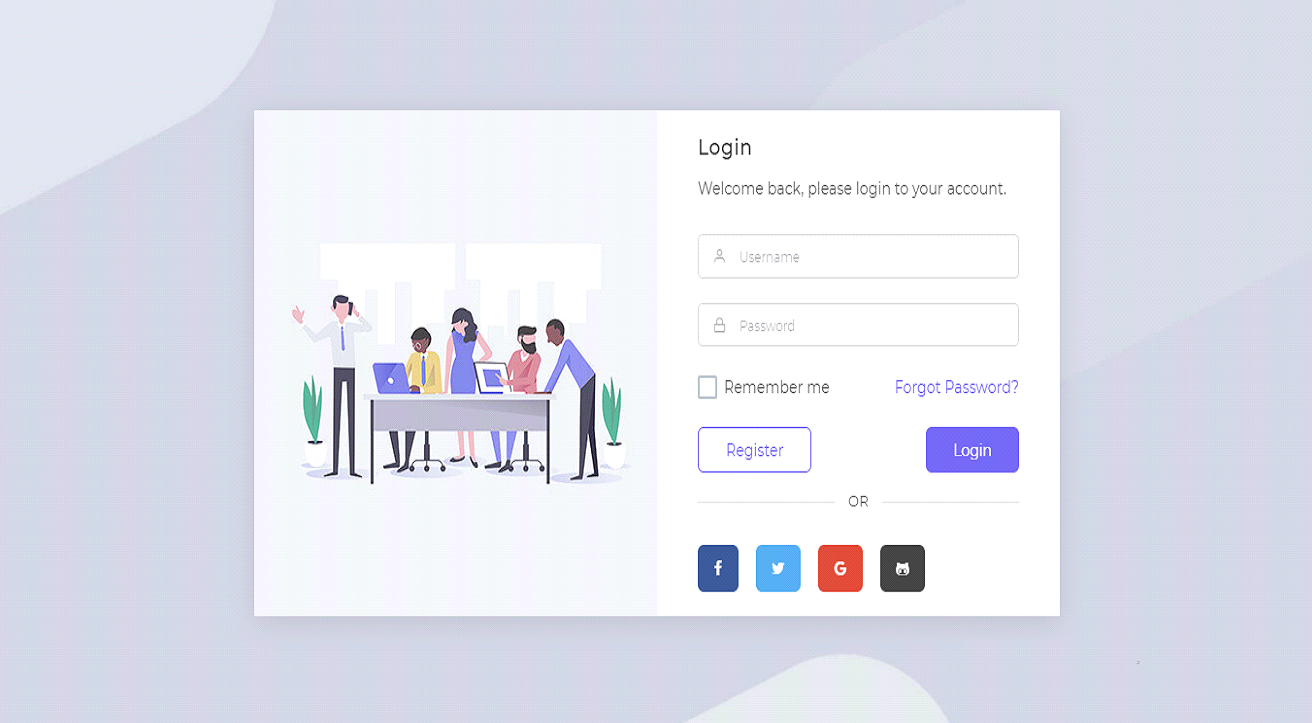 Login
Welcome back, please login to your account.
Username
Password
Remember me Forgot Password?
Register Login
OR